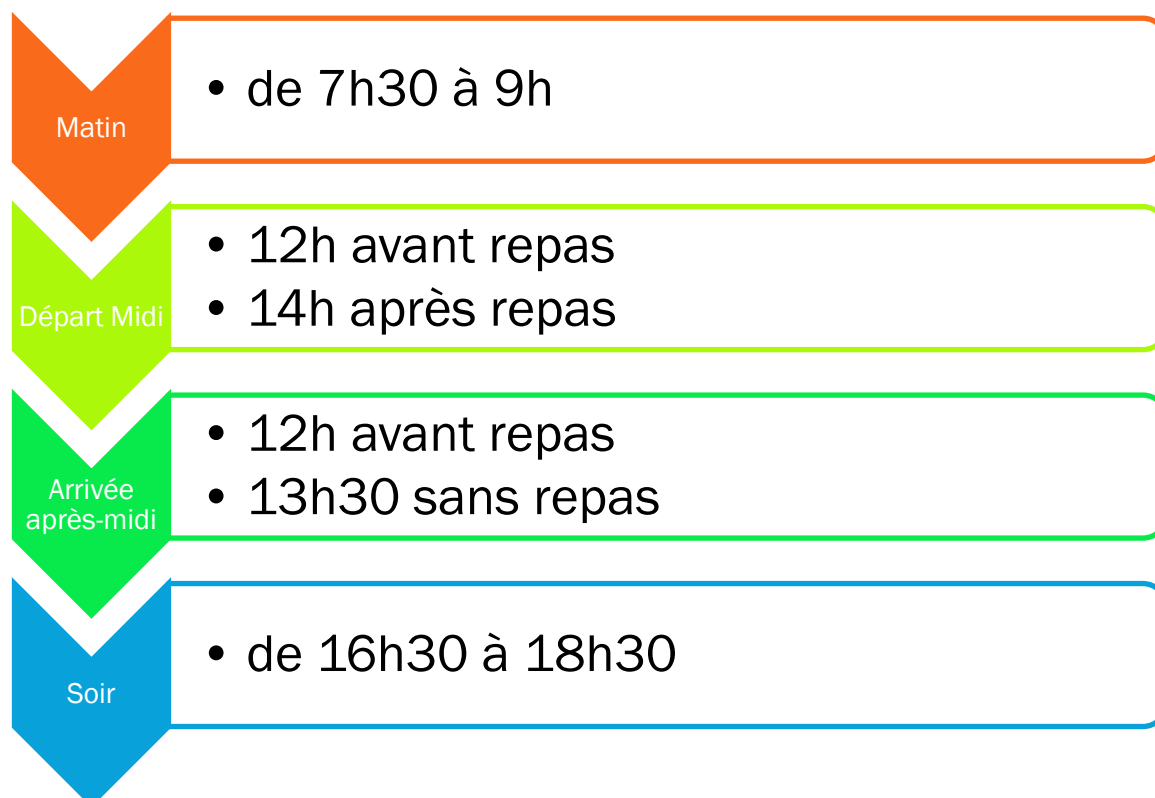 Matin
• de 7h30 à 9h
Départ Midi
• 12h avant repas
• 14h après repas
Arrivée
après-midi
• 12h avant repas
• 13h30 sans repas
Soir
• de 16h30 à 18h30